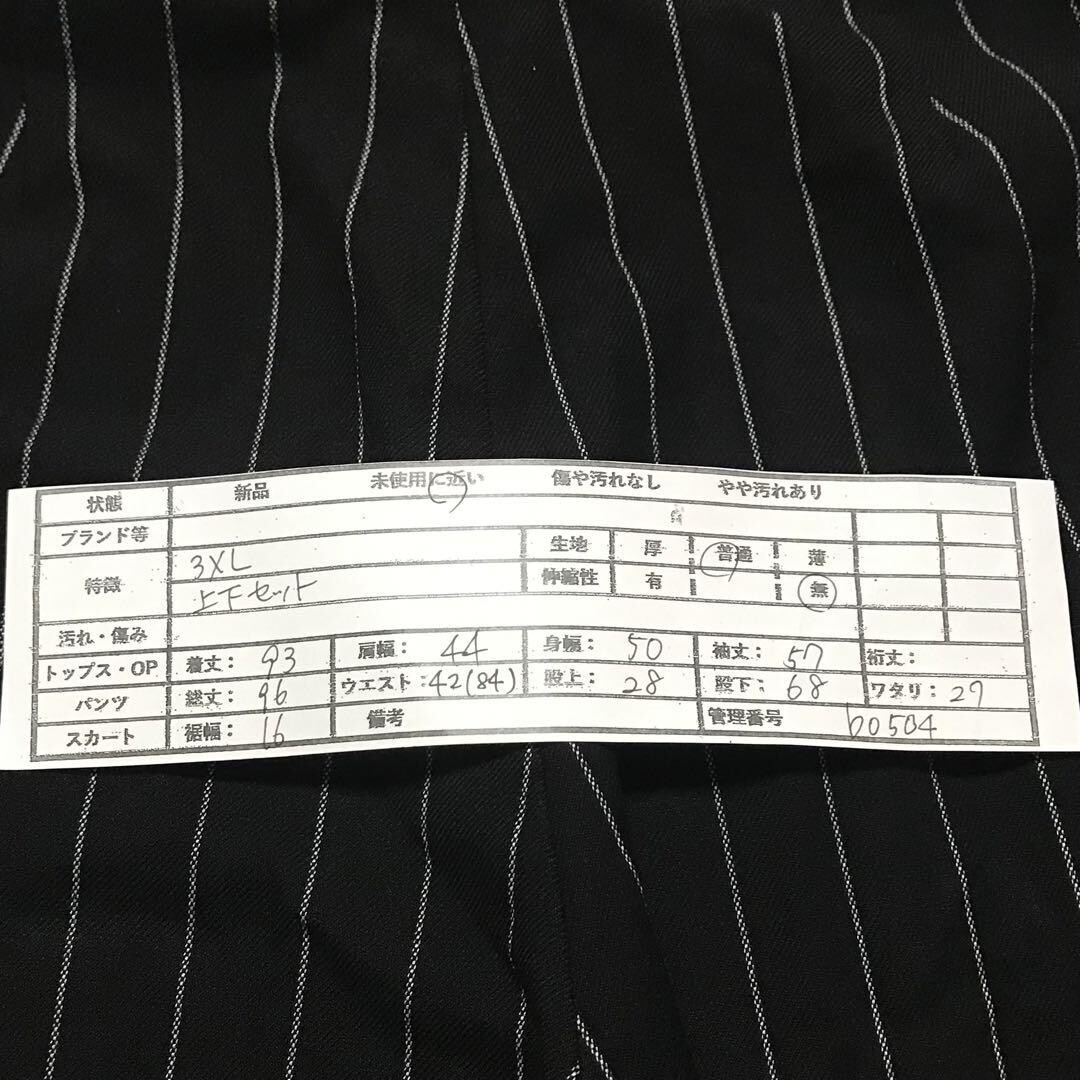 状態 新品 未使用に近い 傷や汚れなし やや汚れあり
ブランド等
特徴 3XL 生地 厚 普通 薄
上下セット 伸縮性 有 無
汚れ・傷み
トップス・OP 着丈: 93 肩幅: 44 身幅: 50 袖丈: 57 裄丈:
パンツ 総丈: 96 ウエスト: 42(84) 股上: 28 股下: 68 ワタリ: 29
スカート 裾幅: 16 備考 管理番号 b0504